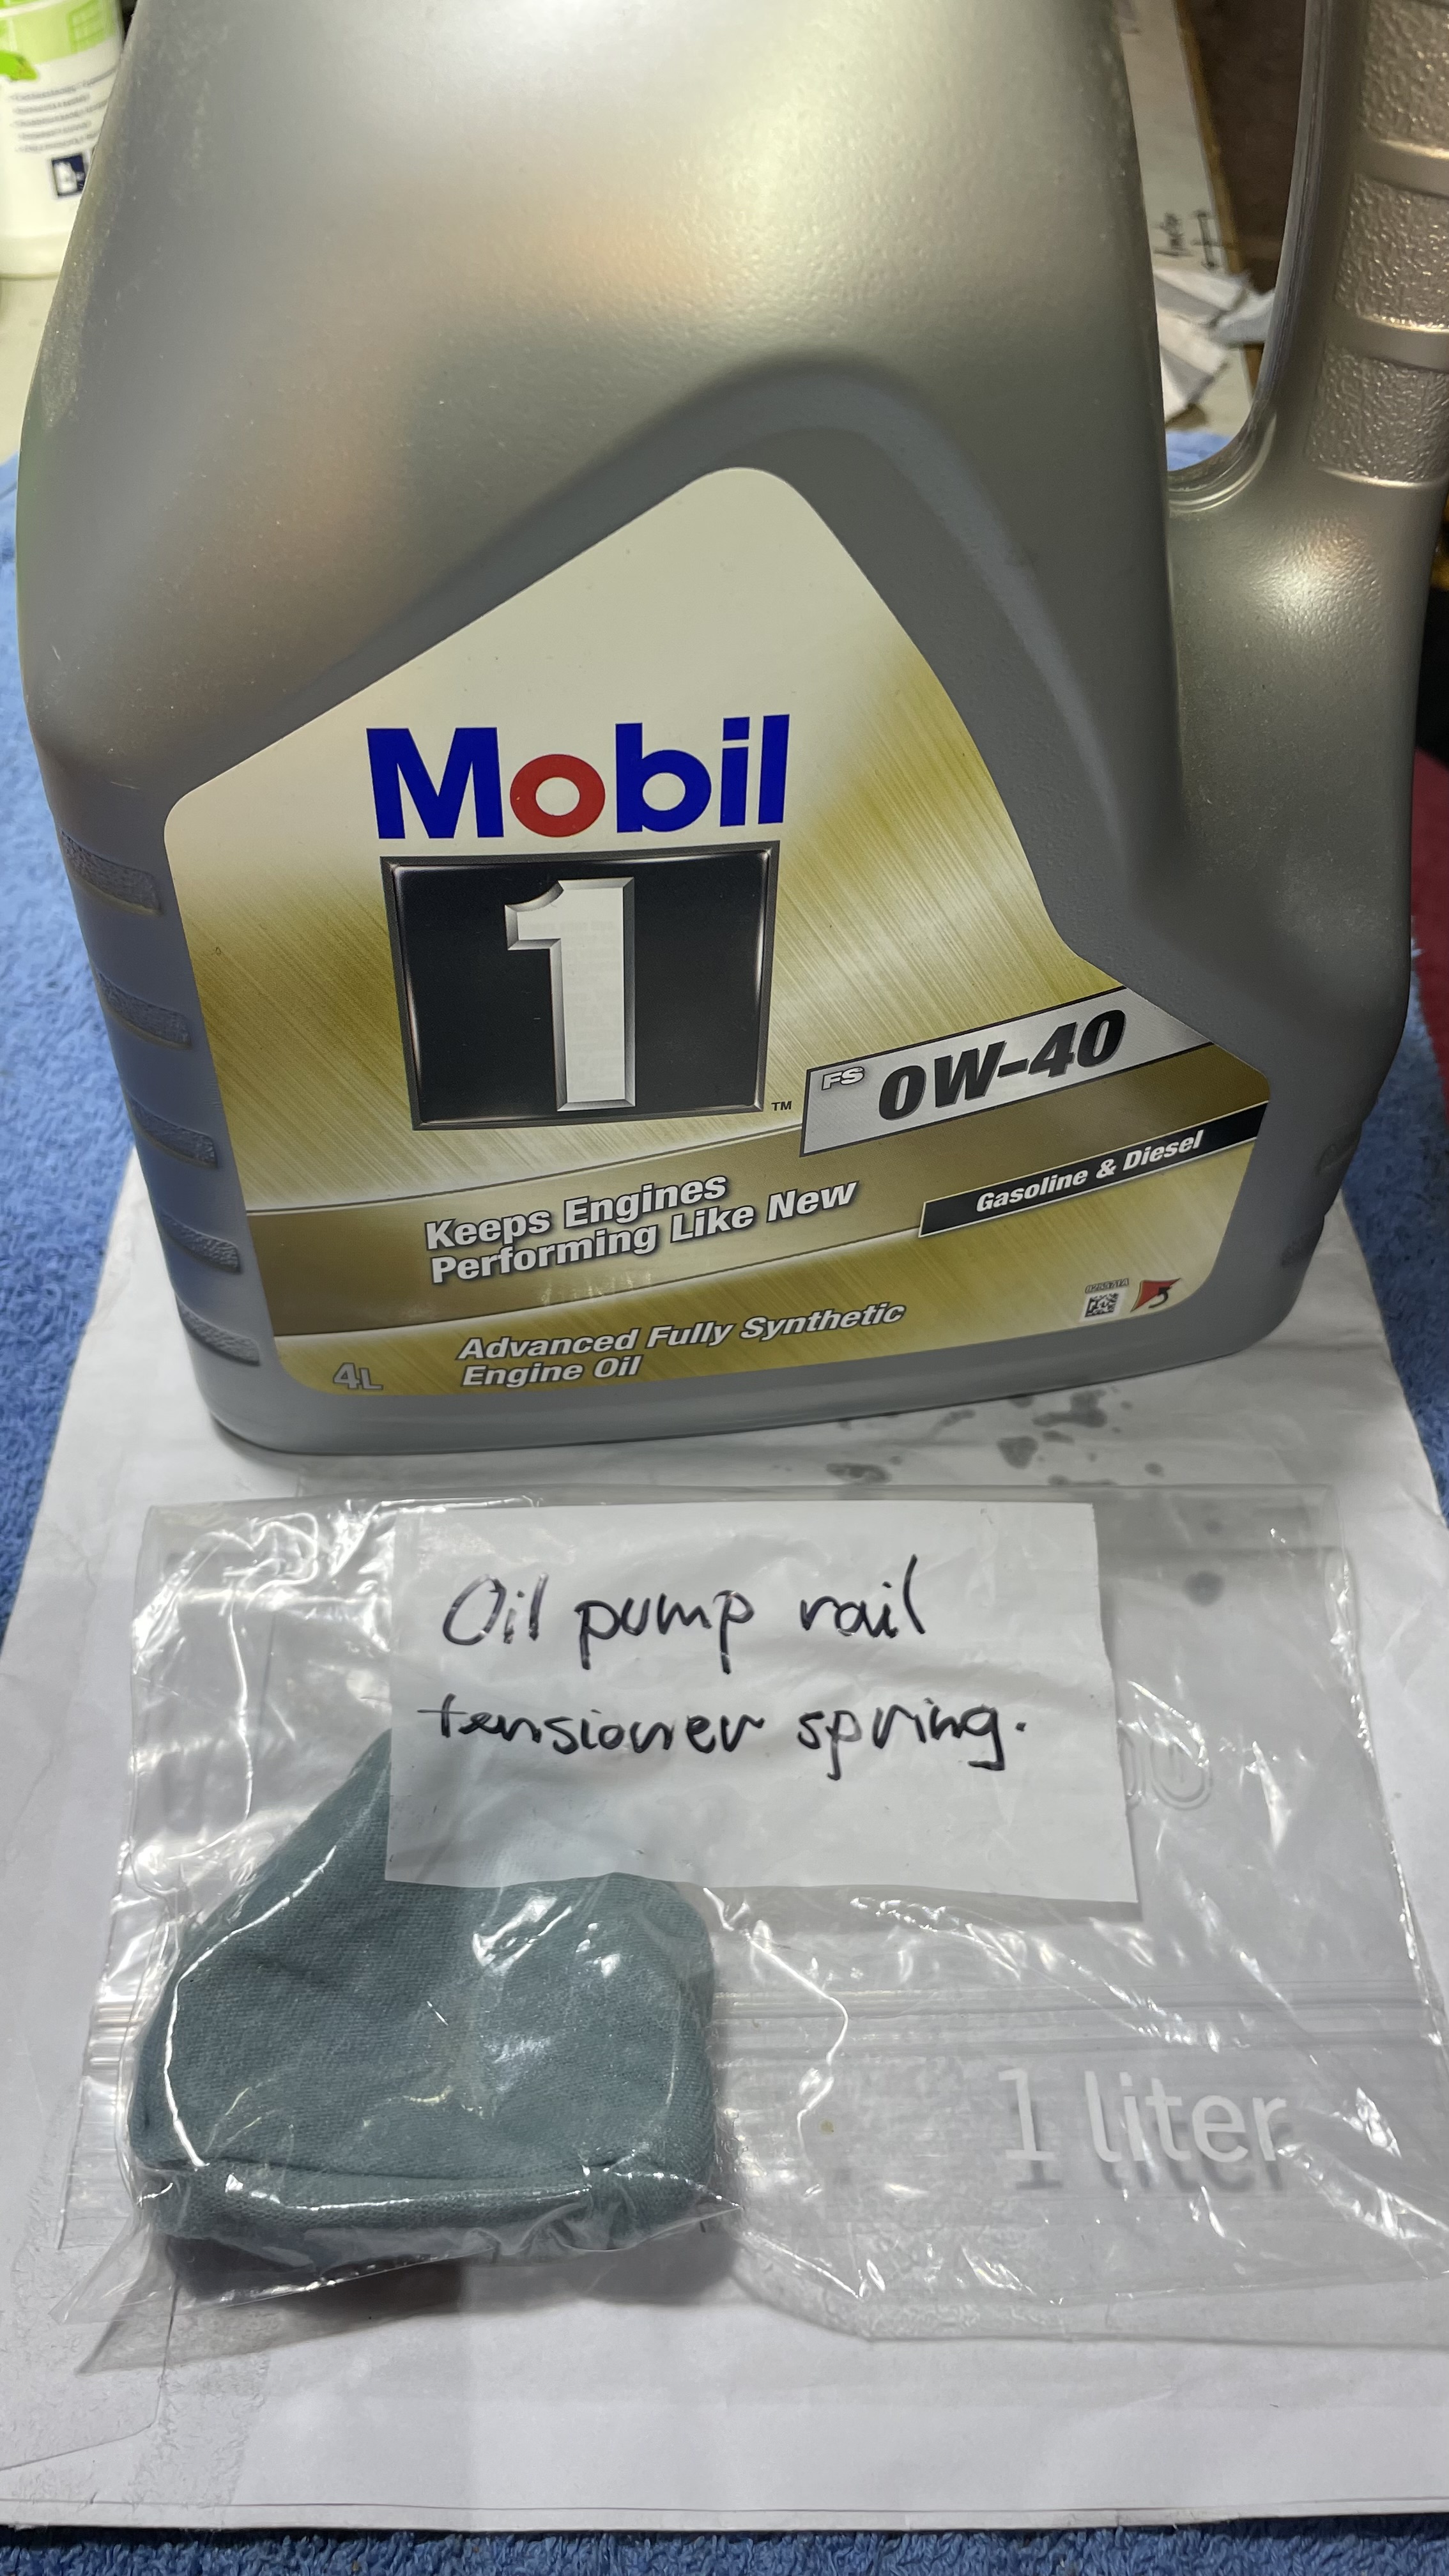 Mobil
1
TM
FS 0W-40
Keeps Engines
Performing Like New
Gasoline & Diesel
Advanced Fully Synthetic
Engine Oil
4L
Oil pump rail
tensioner spring.
1 liter